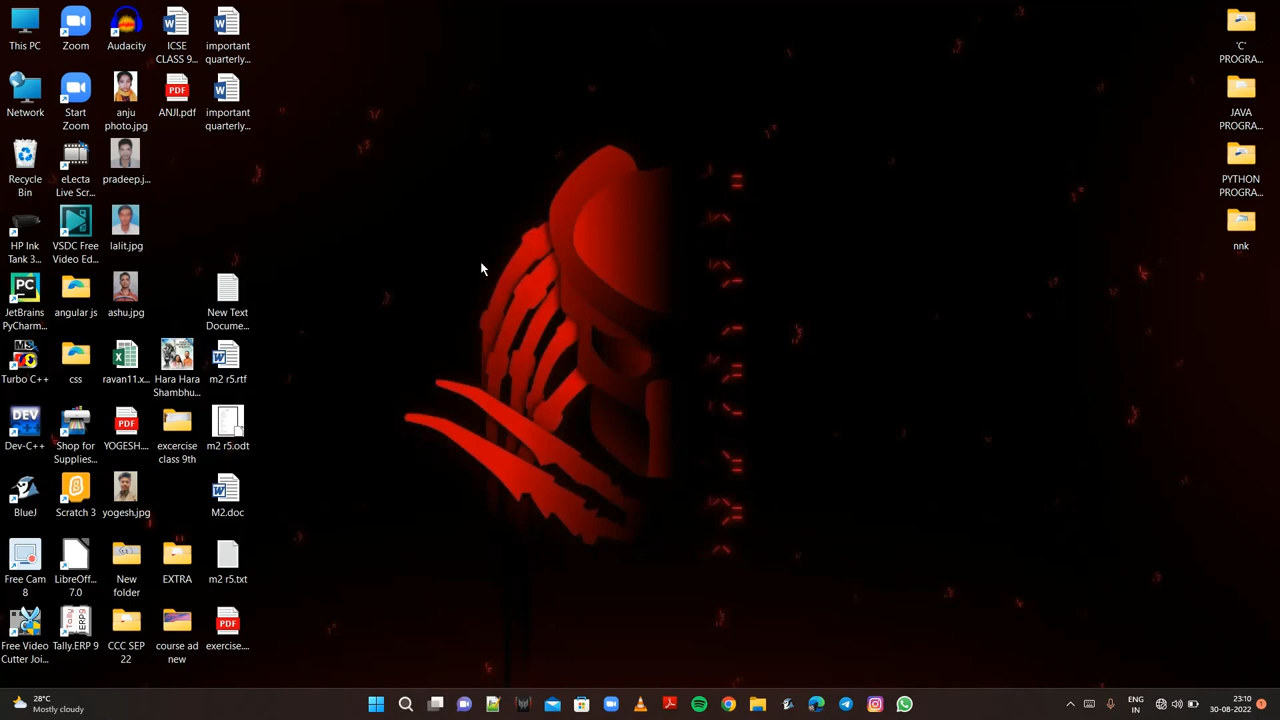 This PC
Zoom
Audacity
ICSE
CLASS 9...
important
quarterly...
Network
Start
Zoom
anju
photo.jpg
ANJI.pdf
important
quarterly...
Recycle
Bin
eLecta
Live Scr...
pradeep.j...
HP Ink
Tank 3...
VSDC Free
Video Ed...
lalit.jpg
JetBrains
PyCharm...
angular js
ashu.jpg
New Text
Docume...
Turbo C++
css
ravan11.x...
Hara Hara
Shambhu...
m2 r5.rtf
Dev-C++
Shop for
Supplies...
YOGESH....
excercise
class 9th
m2 r5.odt
BlueJ
Scratch 3
yogesh.jpg
M2.doc
Free Cam
8
LibreOff...
7.0
New
folder
EXTRA
m2 r5.txt
Free Video
Cutter Joi...
Tally.ERP 9
CCC SEP
22
course ad
new
exercise....
'C'
PROGRA...
JAVA
PROGRA...
PYTHON
PROGRA...
nnk
PDF
PC
DEV
PDF
PDF
28°C
Mostly cloudy
ENG
IN
23:10
30-08-2022